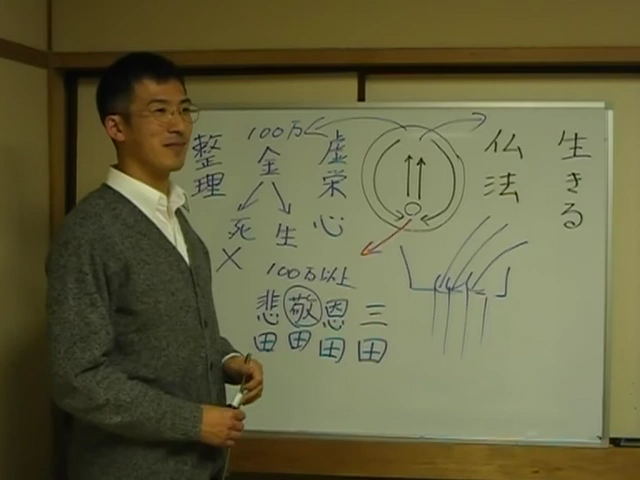 生きる
仏法
虚栄心
100万
金
死 生
×
整理
100万以上
三田
恩田
敬田
悲田